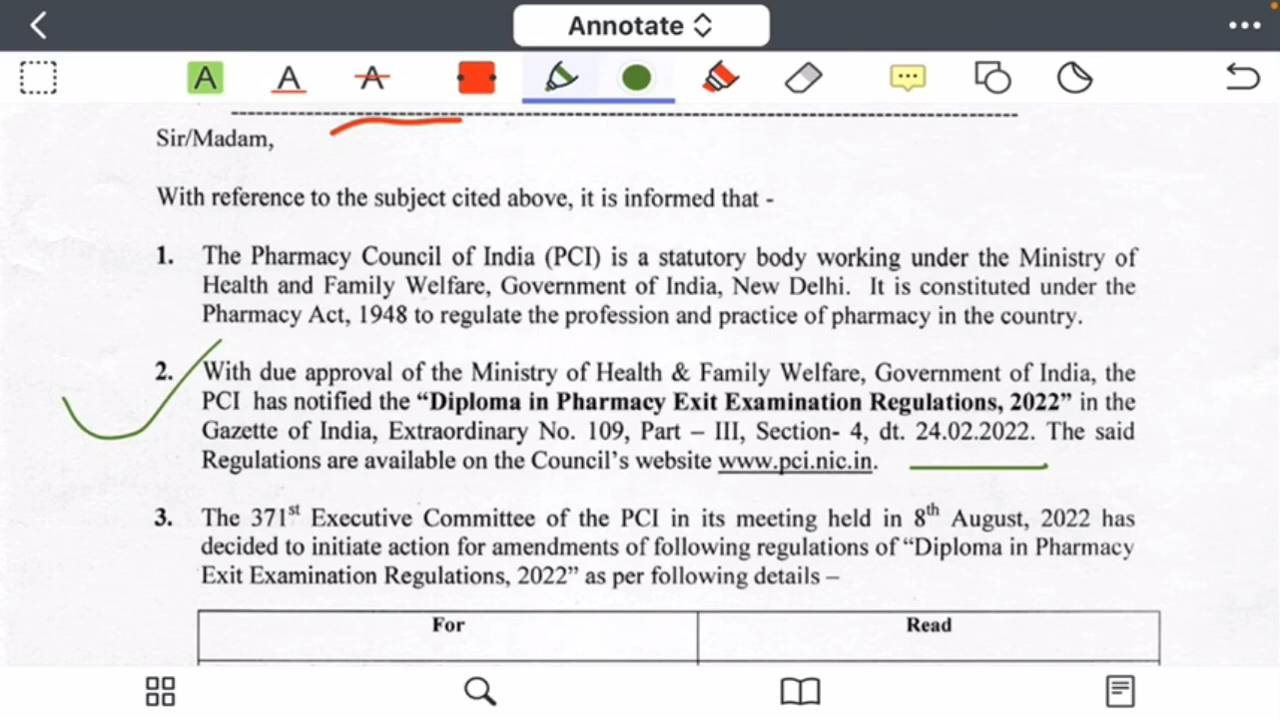 Annotate
A A A
Sir/Madam,
With reference to the subject cited above, it is informed that -
1. The Pharmacy Council of India (PCI) is a statutory body working under the Ministry of
Health and Family Welfare, Government of India, New Delhi. It is constituted under the
Pharmacy Act, 1948 to regulate the profession and practice of pharmacy in the country.
2. With due approval of the Ministry of Health & Family Welfare, Government of India, the
PCI has notified the “Diploma in Pharmacy Exit Examination Regulations, 2022” in the
Gazette of India, Extraordinary No. 109, Part – III, Section- 4, dt. 24.02.2022. The said
Regulations are available on the Council’s website www.pci.nic.in.
3. The 371st Executive Committee of the PCI in its meeting held in 8th August, 2022 has
decided to initiate action for amendments of following regulations of “Diploma in Pharmacy
Exit Examination Regulations, 2022” as per following details –
For Read